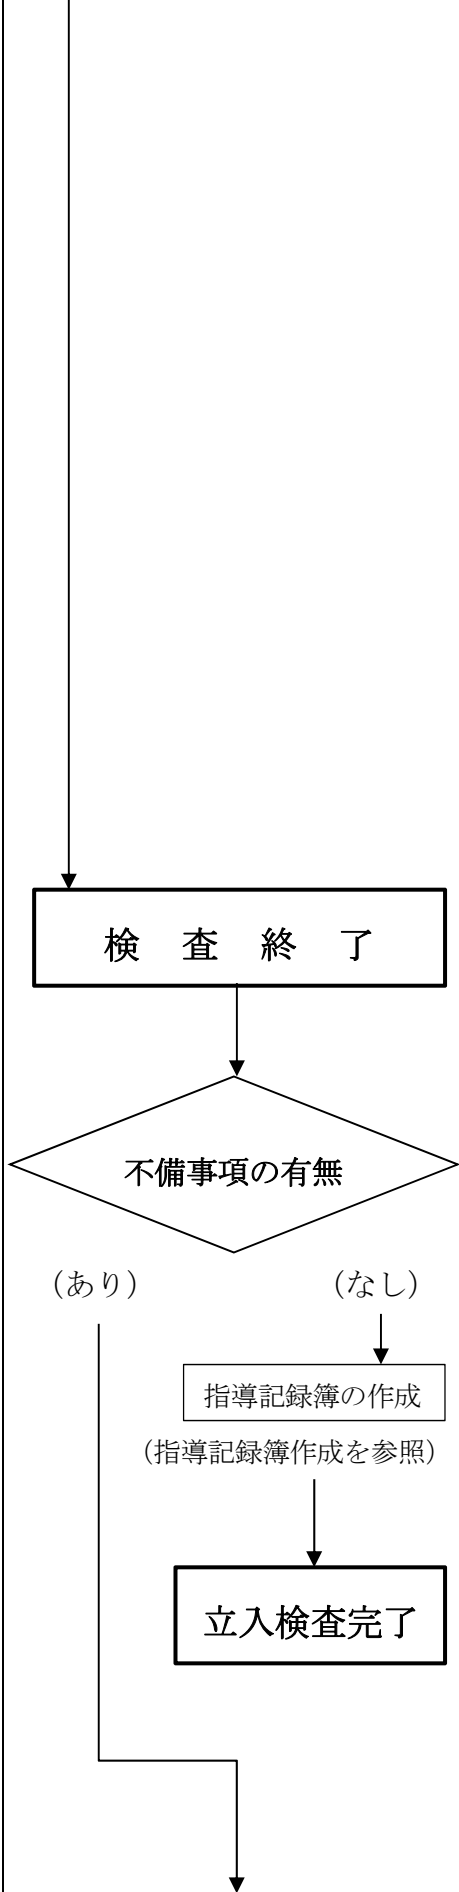 検　査　終　了
不備事項の有無
（あり）
（なし）
指導記録簿の作成
（指導記録簿作成を参照）
立入検査完了